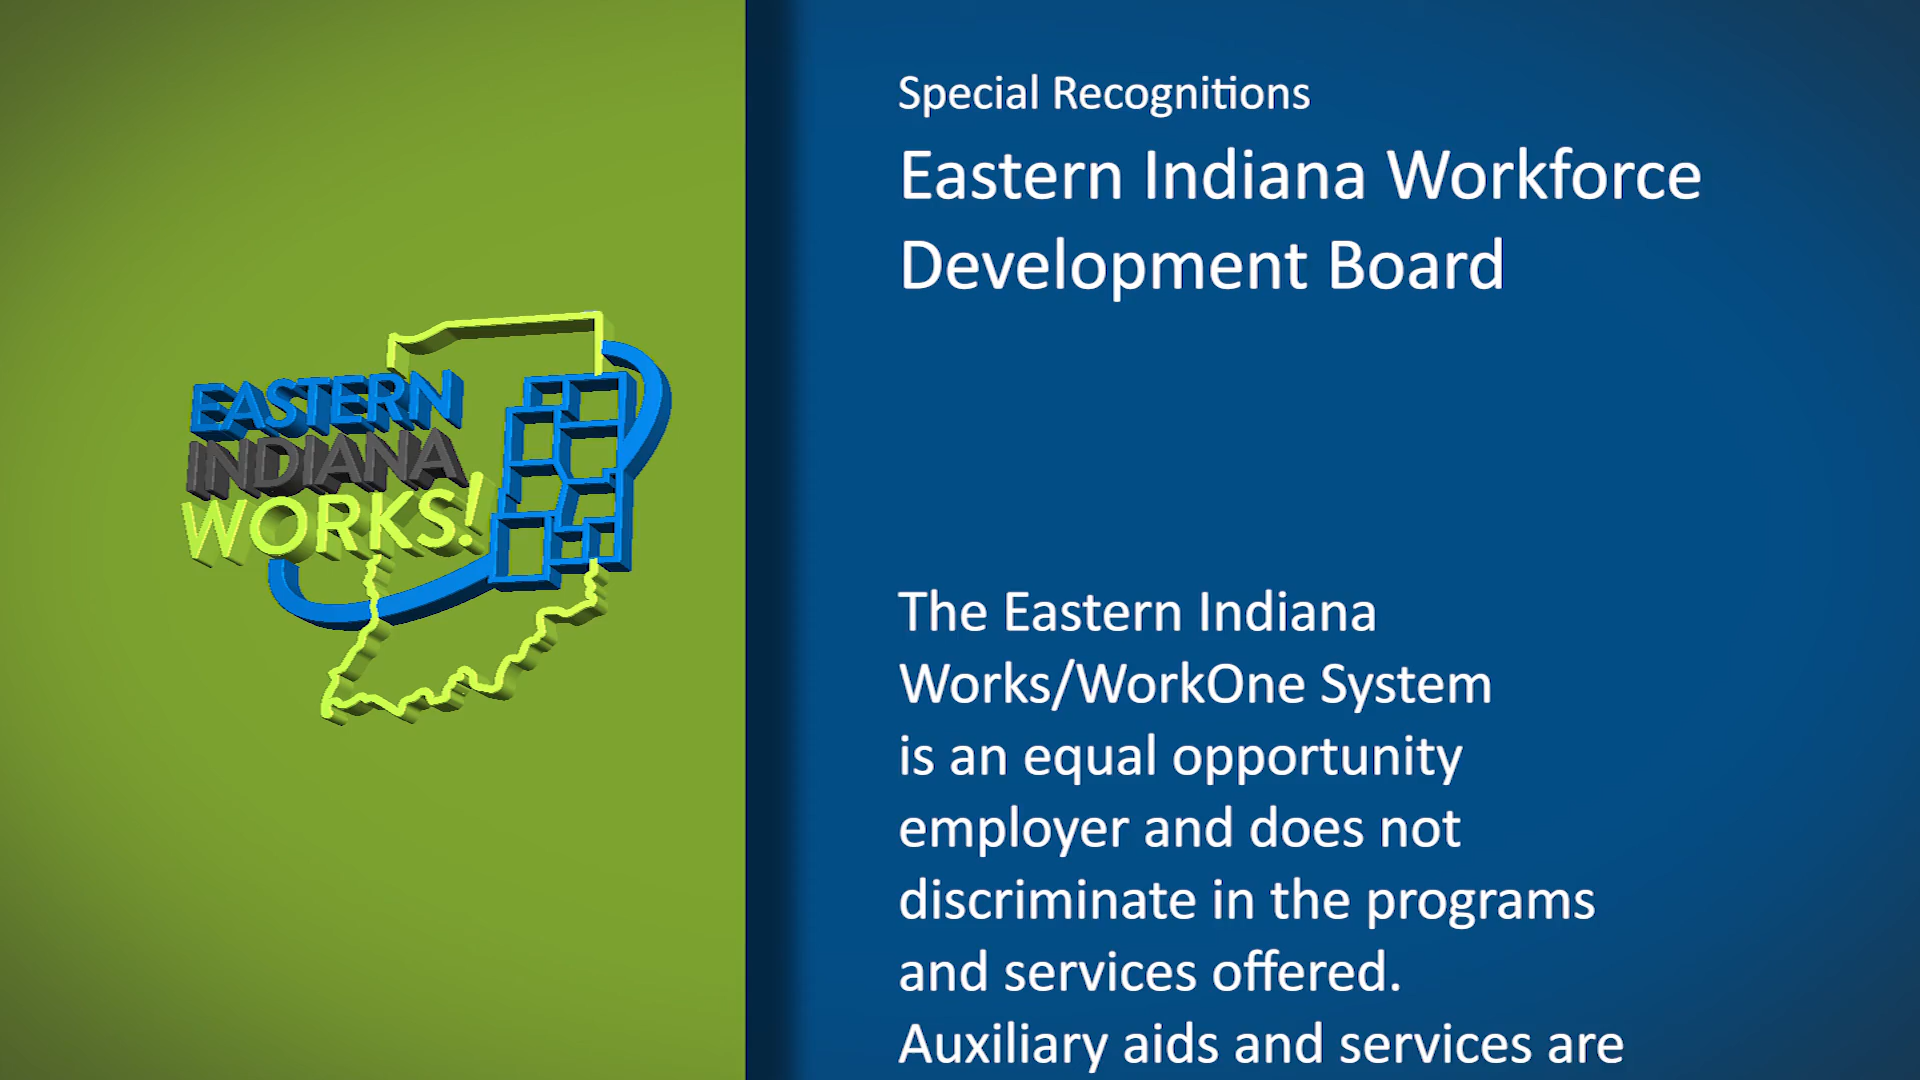 EASTERN
INDIANA
WORKS!
Special Recognitions
Eastern Indiana Workforce
Development Board
The Eastern Indiana
Works/WorkOne System
is an equal opportunity
employer and does not
discriminate in the programs
and services offered.
Auxiliary aids and services are